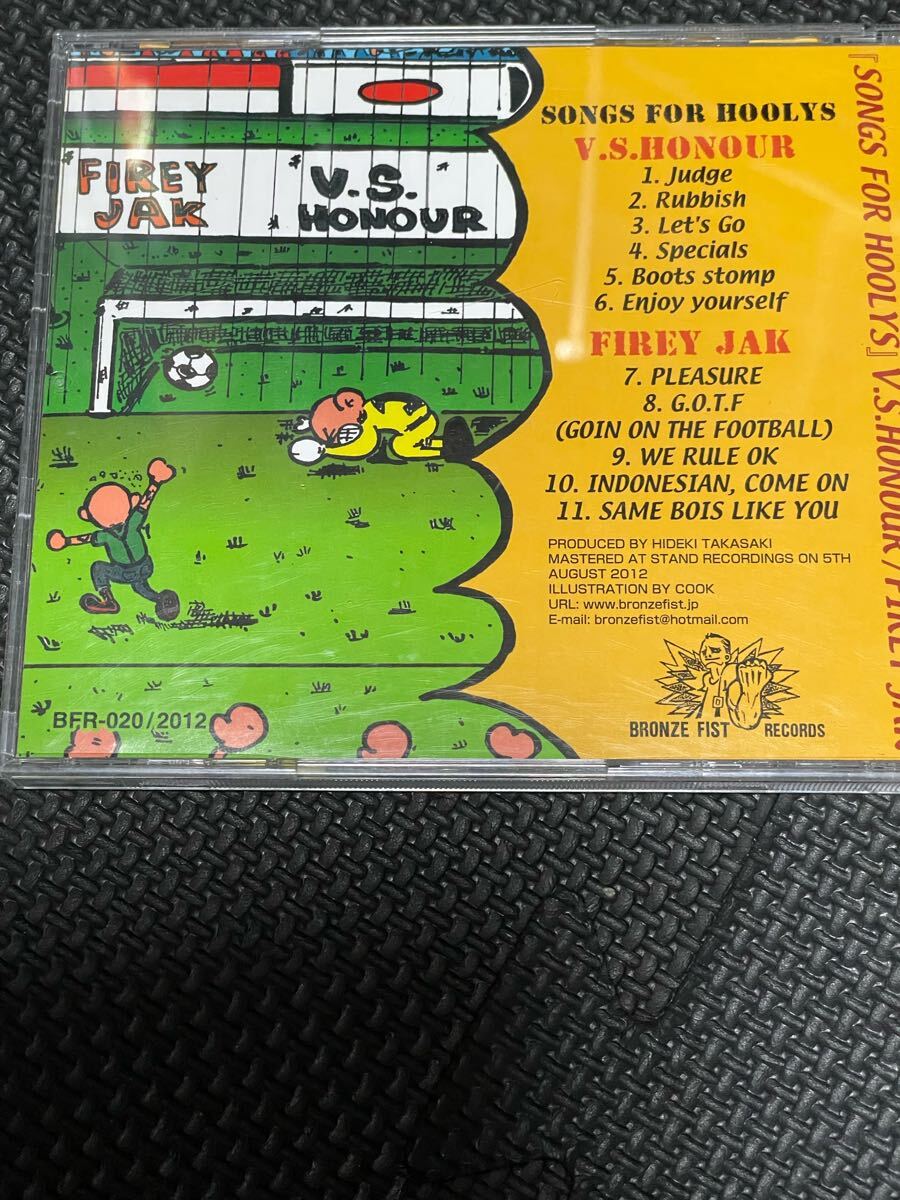 FIREY
JAK
V.S.
HONOUR
SONGS FOR HOOLYS
V.S.HONOUR
1. Judge
2. Rubbish
3. Let's Go
4. Specials
5. Boots stomp
6. Enjoy yourself
FIREY JAK
7. PLEASURE
8. G.O.T.F
(GOIN ON THE FOOTBALL)
9. WE RULE OK
10. INDONESIAN, COME ON
11. SAME BOIS LIKE YOU
PRODUCED BY HIDEKI TAKASAKI
MASTERED AT STAND RECORDINGS ON 5TH
AUGUST 2012
ILLUSTRATION BY COOK
URL: www.bronzefist.jp
E-mail: bronzefist@hotmail.com
BRONZE FIST RECORDS
BFR-020/2012
『SONGS FOR HOOLYS』 V.S.HONOUR/FIREY JAK